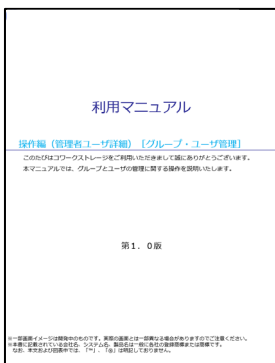 利用マニュアル
操作編（管理者ユーザ詳細）［グループ・ユーザ管理］
このたびはコワークストレージをご利用いただきまして誠にありがとうございます。
本マニュアルでは、グループとユーザの管理に関する操作を説明いたします。
第1．0版
※一部画面イメージは開発中のものです。実際の画面とは一部異なる場合がありますのでご注意ください。
※本書に記載されている会社名、システム名、製品名は一般に各社の登録商標または商標です。
なお、本文および図表中では、「™」、「®」は明記しておりません。